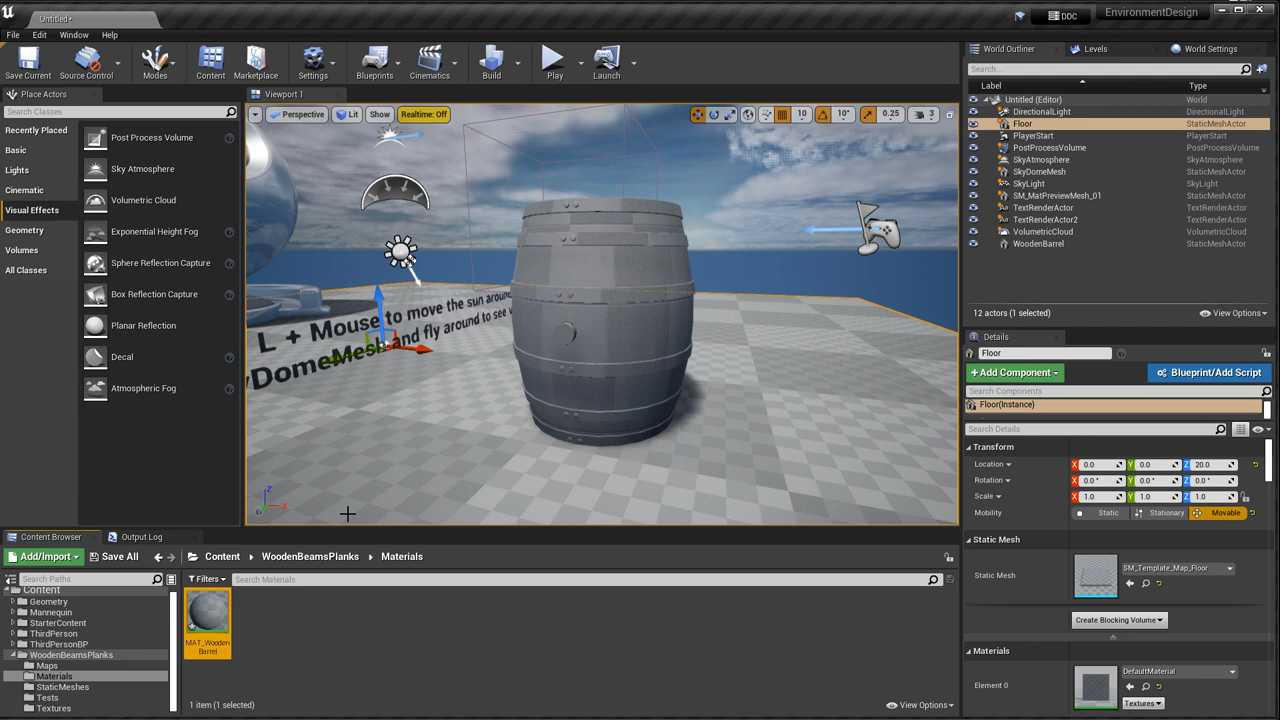 Untitled*
DDC
EnvironmentDesign
File
Edit
Window
Help
Save Current
Source Control
Modes
Content
Marketplace
Settings
Blueprints
Cinematics
Build
Play
Launch
World Outliner
Levels
World Settings
Place Actors
Viewport 1
Search...
Search Classes
Perspective
Lit
Show
Realtime: Off
10
10°
0.25
3
Label
Type
Recently Placed
Basic
Lights
Cinematic
Visual Effects
Geometry
Volumes
All Classes
Post Process Volume
Sky Atmosphere
Volumetric Cloud
Exponential Height Fog
Sphere Reflection Capture
Box Reflection Capture
Planar Reflection
Decal
Atmospheric Fog
L + Mouse to move the sun around
DomeMesh and fly around to see
Z
X
Untitled (Editor) World
DirectionalLight DirectionalLight
Floor StaticMeshActor
PlayerStart PlayerStart
PostProcessVolume PostProcessVolume
SkyAtmosphere SkyAtmosphere
SkyDomeMesh StaticMeshActor
SkyLight SkyLight
SM_MatPreviewMesh_01 StaticMeshActor
TextRenderActor TextRenderActor
TextRenderActor2 TextRenderActor
VolumetricCloud VolumetricCloud
WoodenBarrel StaticMeshActor
12 actors (1 selected)
View Options
Details
Floor
+Add Component
Blueprint/Add Script
Search Components
Floor(Instance)
Search Details
Transform
Location X 0.0 Y 0.0 Z 20.0
Rotation X 0.0 ° Y 0.0 ° Z 0.0 °
Scale X 1.0 Y 1.0 Z 1.0
Mobility Static Stationary Movable
Static Mesh
Static Mesh
SM_Template_Map_Floor
Create Blocking Volume
Materials
Element 0
DefaultMaterial
Textures
Content Browser
Output Log
Add/Import
Save All
Content
WoodenBeamsPlanks
Materials
Search Paths
Filters
Search Materials
Content
Geometry
Mannequin
StarterContent
ThirdPerson
ThirdPersonBP
WoodenBeamsPlanks
Maps
Materials
StaticMeshes
Tests
Textures
MAT_Wooden
Barrel
1 item (1 selected)
View Options